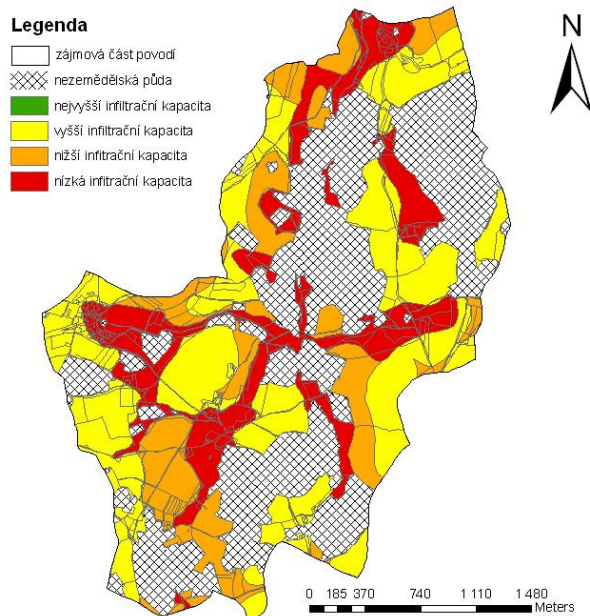 Legenda
zájmová část povodí
nezemědělská půda
nejvyšší infiltrační kapacita
vyšší infiltrační kapacita
nižší infiltrační kapacita
nízká infiltrační kapacita
N
0 185 370 740 1 110 1 480
Meters